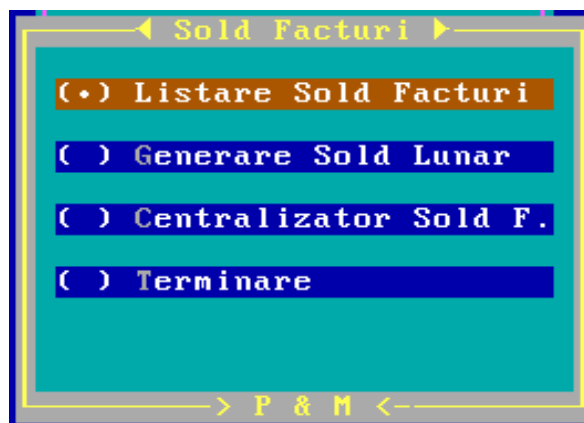 Sold Facturi
(•) Listare Sold Facturi
( ) Generare Sold Lunar
( ) Centralizator Sold F.
( ) Terminare
> P & M <